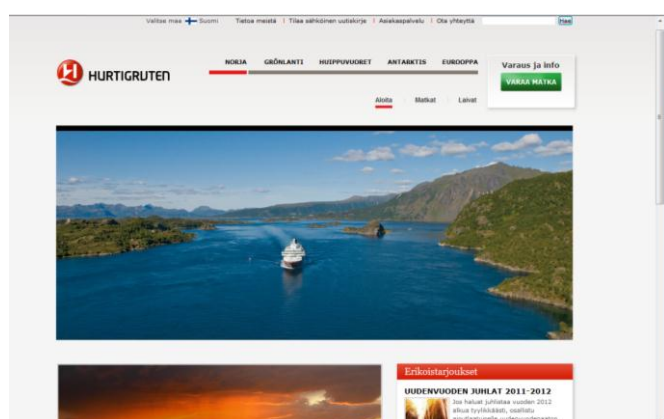 Valitse maa Suomi Tietoa meistä | Tilaa sähköinen uutiskirje | Asiakaspalvelu | Ota yhteyttä Hae
NORJA GRÖNLANTI HUIPPUVUORET ANTARKTIS EUROOPPA
Varaus ja info
HURTIGRUTEN
VARAA MATKA
Aloita Matkat Laivat
Erikoistarjoukset
UUDENVUODEN JUHLAT 2011-2012
Jos haluat juhlistaa vuoden 2012
alkua tyylikkäästi, osallistu